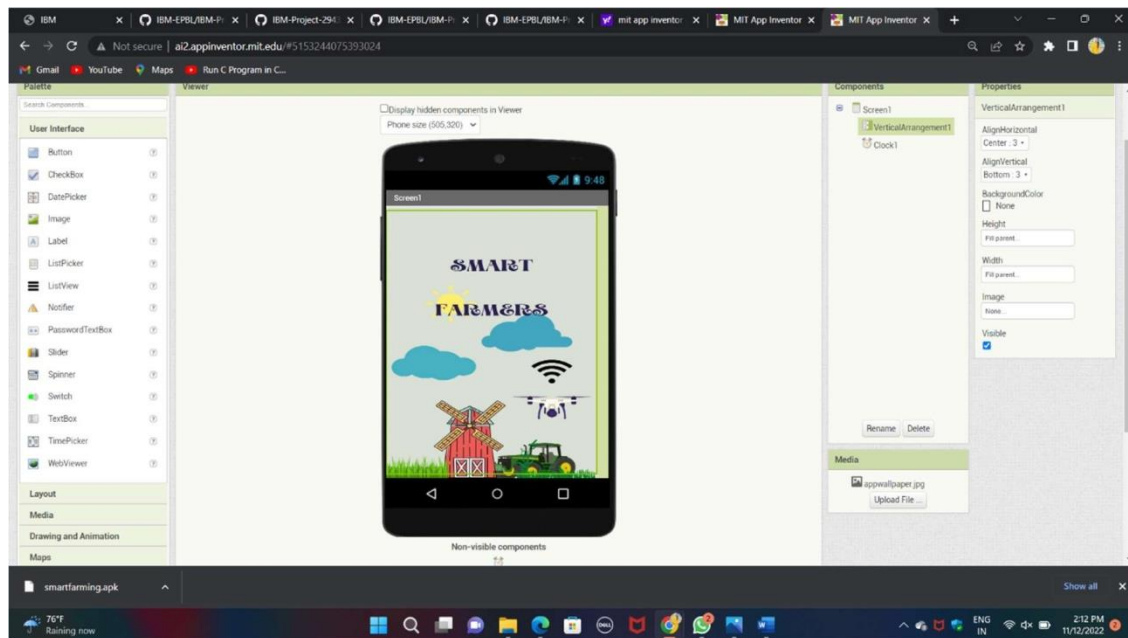 IBM
IBM-EPBL/IBM-Pr
IBM-Project-294
IBM-EPBL/IBM-Pr
IBM-EPBL/IBM-Pr
mit app inventor
MIT App Inventor
MIT App Inventor
Not secure | ai2.appinventor.mit.edu/#5153244075393024
Gmail YouTube Maps Run C Program in C...
Palette
Search Components...
User Interface
Button
CheckBox
DatePicker
Image
Label
ListPicker
ListView
Notifier
PasswordTextBox
Slider
Spinner
Switch
TextBox
TimePicker
WebViewer
Layout
Media
Drawing and Animation
Maps
Viewer
Display hidden components in Viewer
Phone size (505,320)
9:48
Screen1
SMART
FARMERS
Non-visible components
Components
Screen1
VerticalArrangement1
Clock1
Rename Delete
Media
appwallpaper.jpg
Upload File ...
Properties
VerticalArrangement1
AlignHorizontal
Center : 3
AlignVertical
Bottom : 3
BackgroundColor
None
Height
Fill parent...
Width
Fill parent...
Image
None...
Visible
smartfarming.apk
Show all
76°F
Raining now
DELL
ENG
IN
2:12 PM
11/12/2022